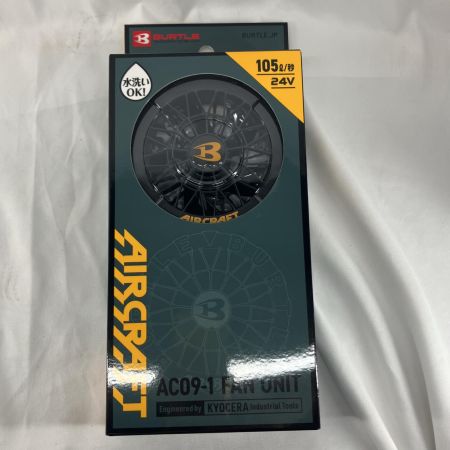 BURTLE
BURTLE.JP
水洗い
OK!
105ℓ/秒
24V
B
AIRCRAFT
AIRCRAFT
B
AC09-1 FAN UNIT
Engineered by KYOCERA Industrial Tools